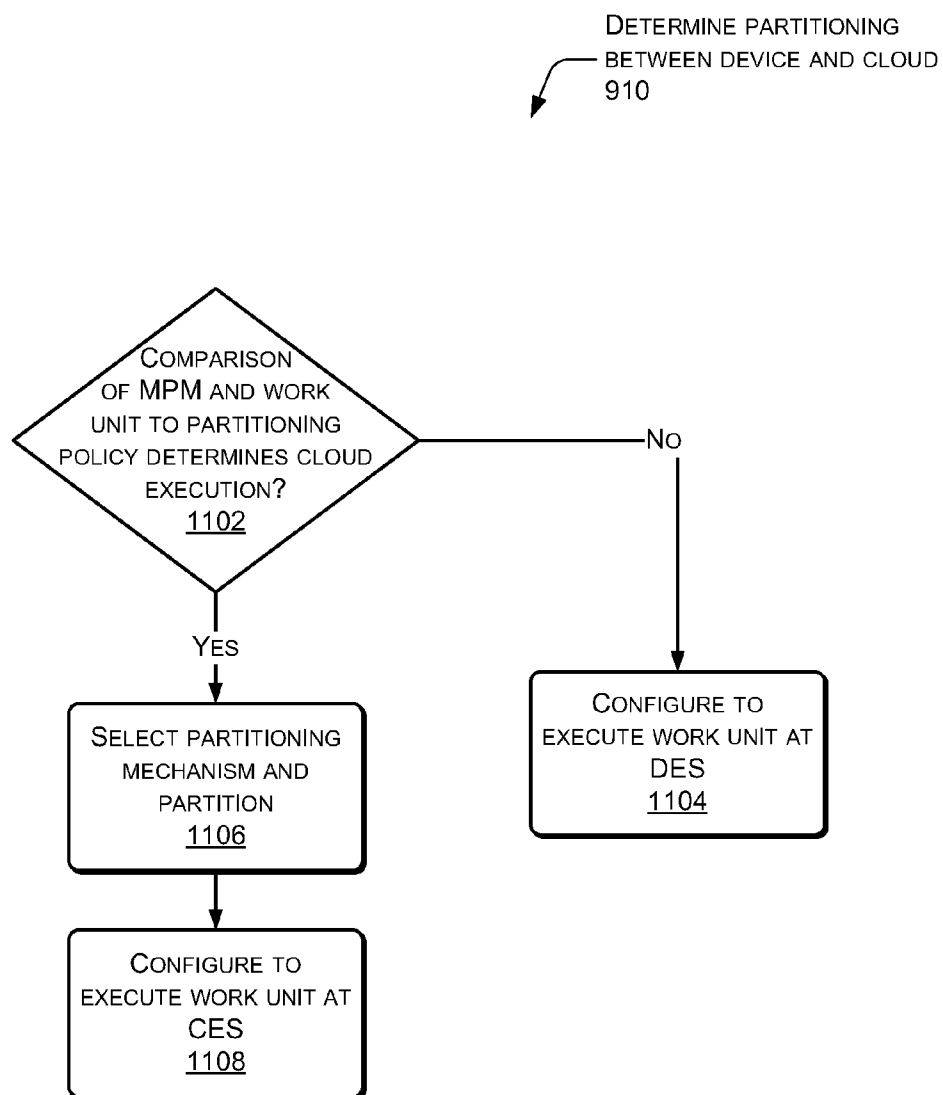 DETERMINE PARTITIONING
BETWEEN DEVICE AND CLOUD
910
COMPARISON
OF MPM AND WORK
UNIT TO PARTITIONING
POLICY DETERMINES CLOUD
EXECUTION?
1102
NO
YES
SELECT PARTITIONING
MECHANISM AND
PARTITION
1106
CONFIGURE TO
EXECUTE WORK UNIT AT
DES
1104
CONFIGURE TO
EXECUTE WORK UNIT AT
CES
1108